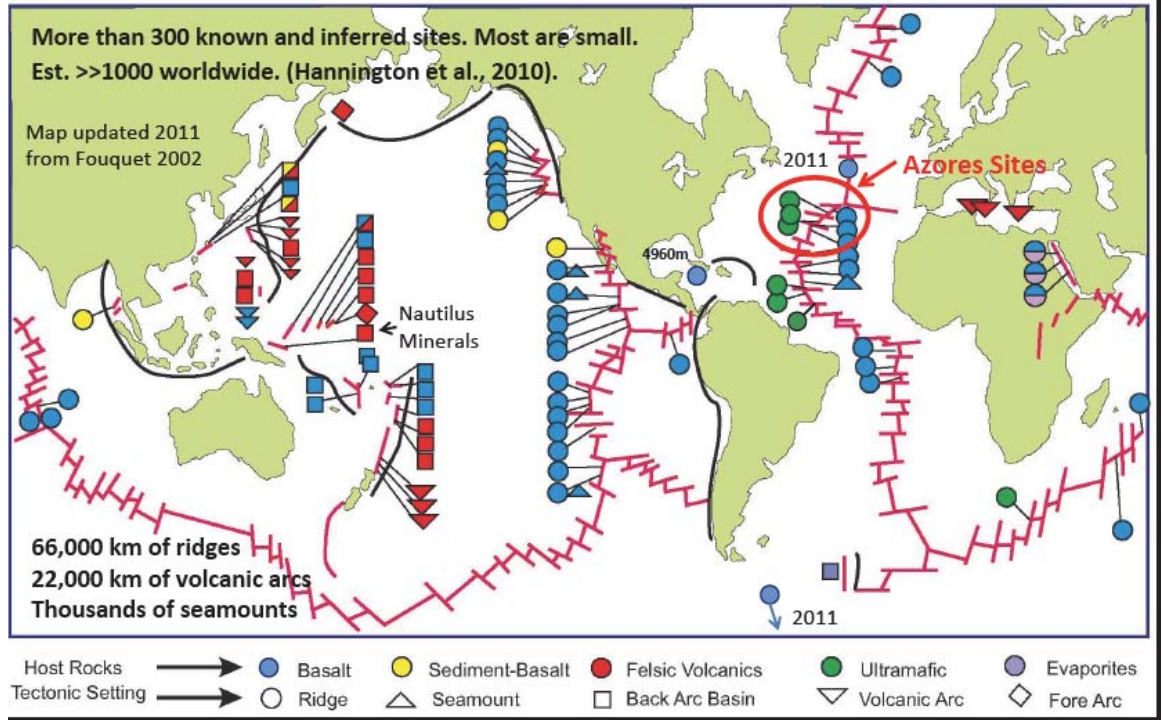 More than 300 known and inferred sites. Most are small.
Est. >>1000 worldwide. (Hannington et al., 2010).
Map updated 2011
from Fouquet 2002
2011
Azores Sites
4960m
Nautilus
Minerals
66,000 km of ridges
22,000 km of volcanic arcs
Thousands of seamounts
2011
Host Rocks
Basalt
Sediment-Basalt
Felsic Volcanics
Ultramafic
Evaporites
Tectonic Setting
Ridge
Seamount
Back Arc Basin
Volcanic Arc
Fore Arc